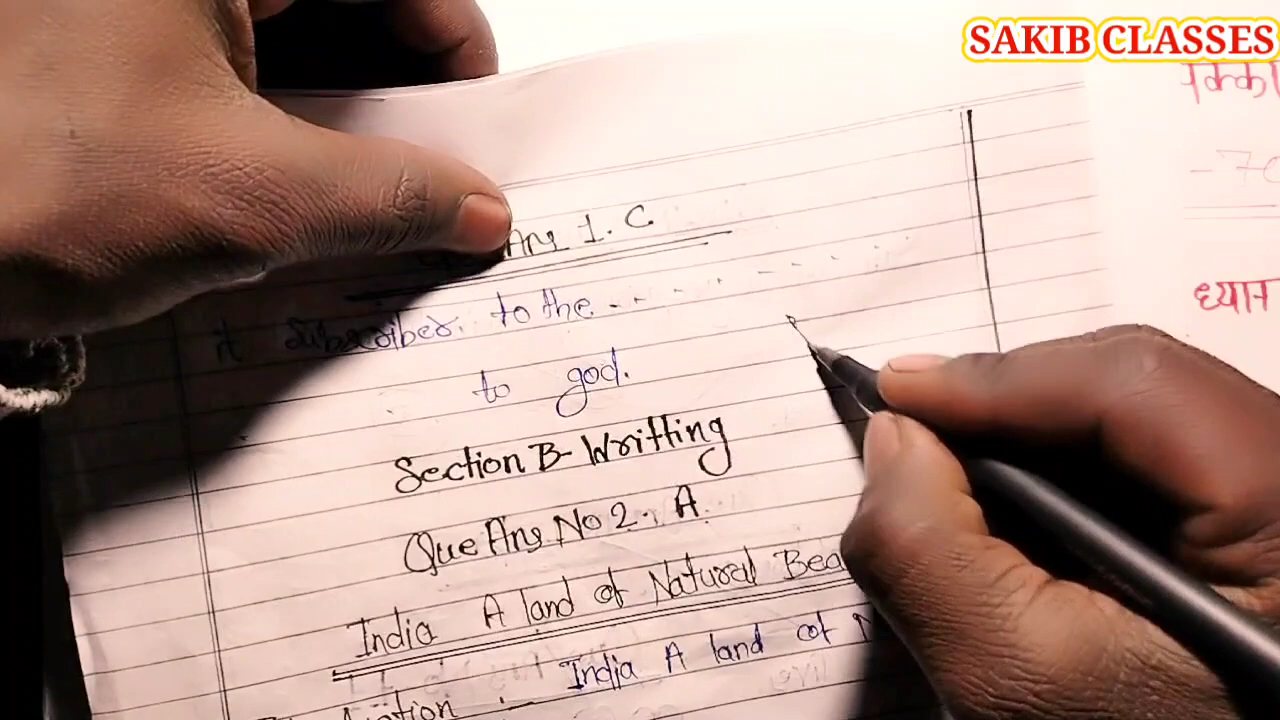 SAKIB CLASSES
Ans 1. C
it subscriber. to the - - - - - - - -
to god.
Section B- Writting
Que Ans No 2. A
India A land of Natural Bea
India A land of N
ध्यान